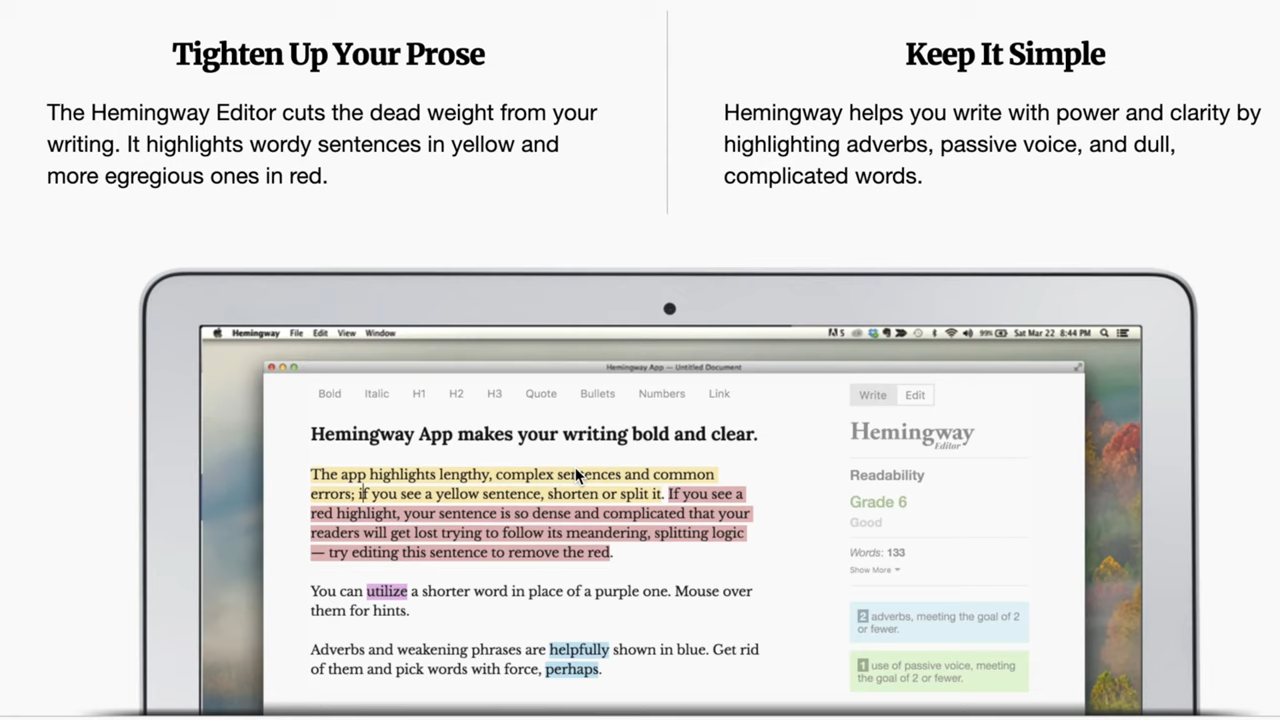 Tighten Up Your Prose
The Hemingway Editor cuts the dead weight from your
writing. It highlights wordy sentences in yellow and
more egregious ones in red.
Keep It Simple
Hemingway helps you write with power and clarity by
highlighting adverbs, passive voice, and dull,
complicated words.
Hemingway File Edit View Window
5 99% Sat Mar 22 8:44 PM
Hemingway App — Untitled Document
Bold Italic H1 H2 H3 Quote Bullets Numbers Link
Hemingway App makes your writing bold and clear.
The app highlights lengthy, complex sentences and common
errors; if you see a yellow sentence, shorten or split it. If you see a
red highlight, your sentence is so dense and complicated that your
readers will get lost trying to follow its meandering, splitting logic
— try editing this sentence to remove the red.
You can utilize a shorter word in place of a purple one. Mouse over
them for hints.
Adverbs and weakening phrases are helpfully shown in blue. Get rid
of them and pick words with force, perhaps.
Write Edit
Hemingway
Editor
Readability
Grade 6
Good
Words: 133
Show More
2 adverbs, meeting the goal of 2
or fewer.
1 use of passive voice, meeting
the goal of 2 or fewer.